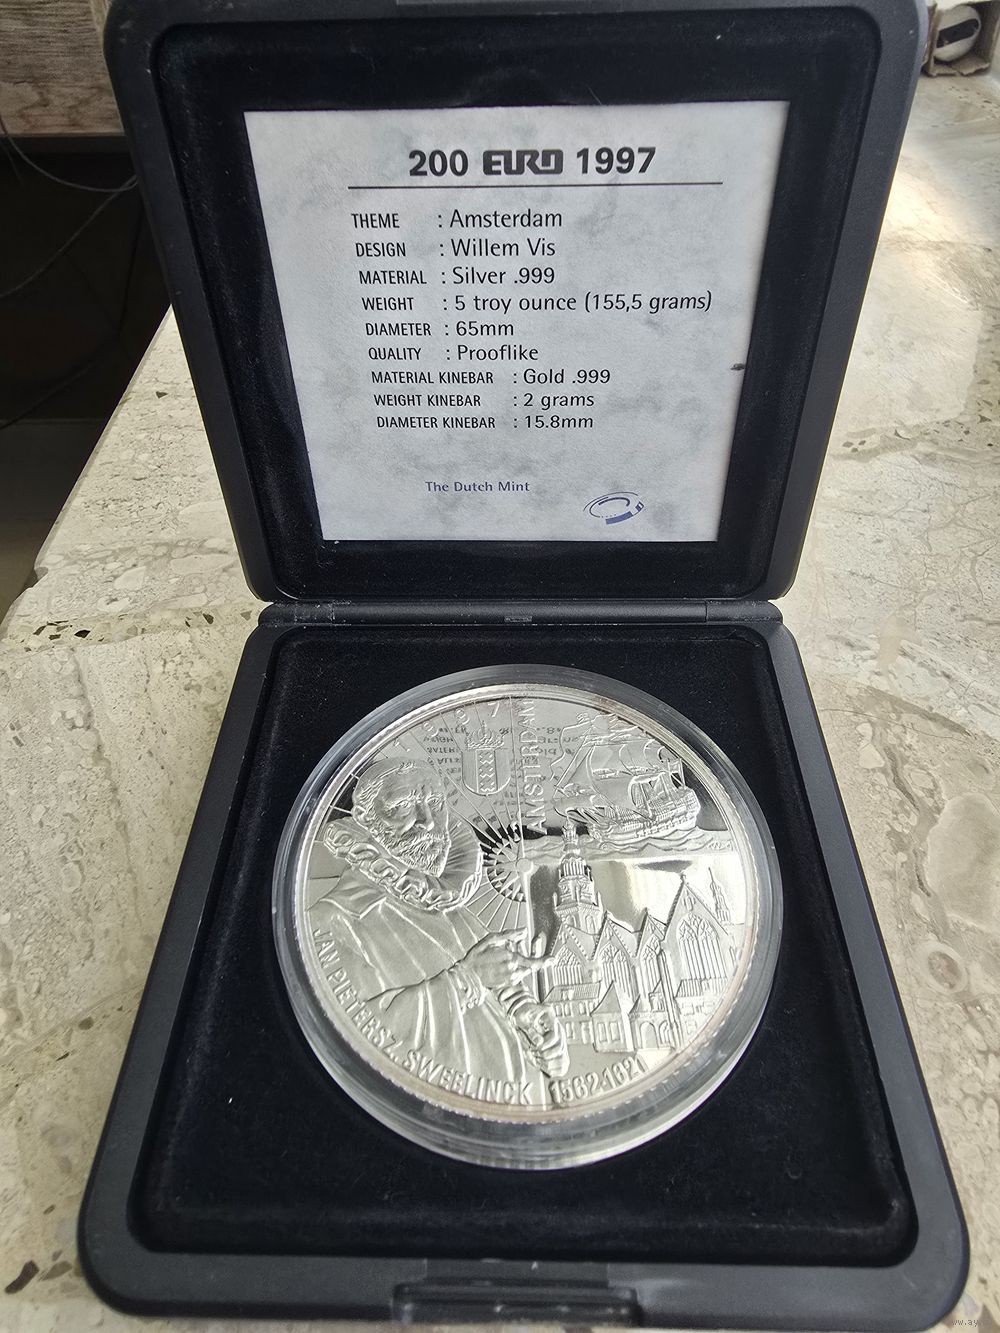 200 EURO 1997
THEME : Amsterdam
DESIGN : Willem Vis
MATERIAL : Silver .999
WEIGHT : 5 troy ounce (155,5 grams)
DIAMETER : 65mm
QUALITY : Prooflike
MATERIAL KINEBAR : Gold .999
WEIGHT KINEBAR : 2 grams
DIAMETER KINEBAR : 15.8mm
The Dutch Mint
1997
AMSTERDAM
JAN PIETERSZ. SWEELINCK 1562-1621